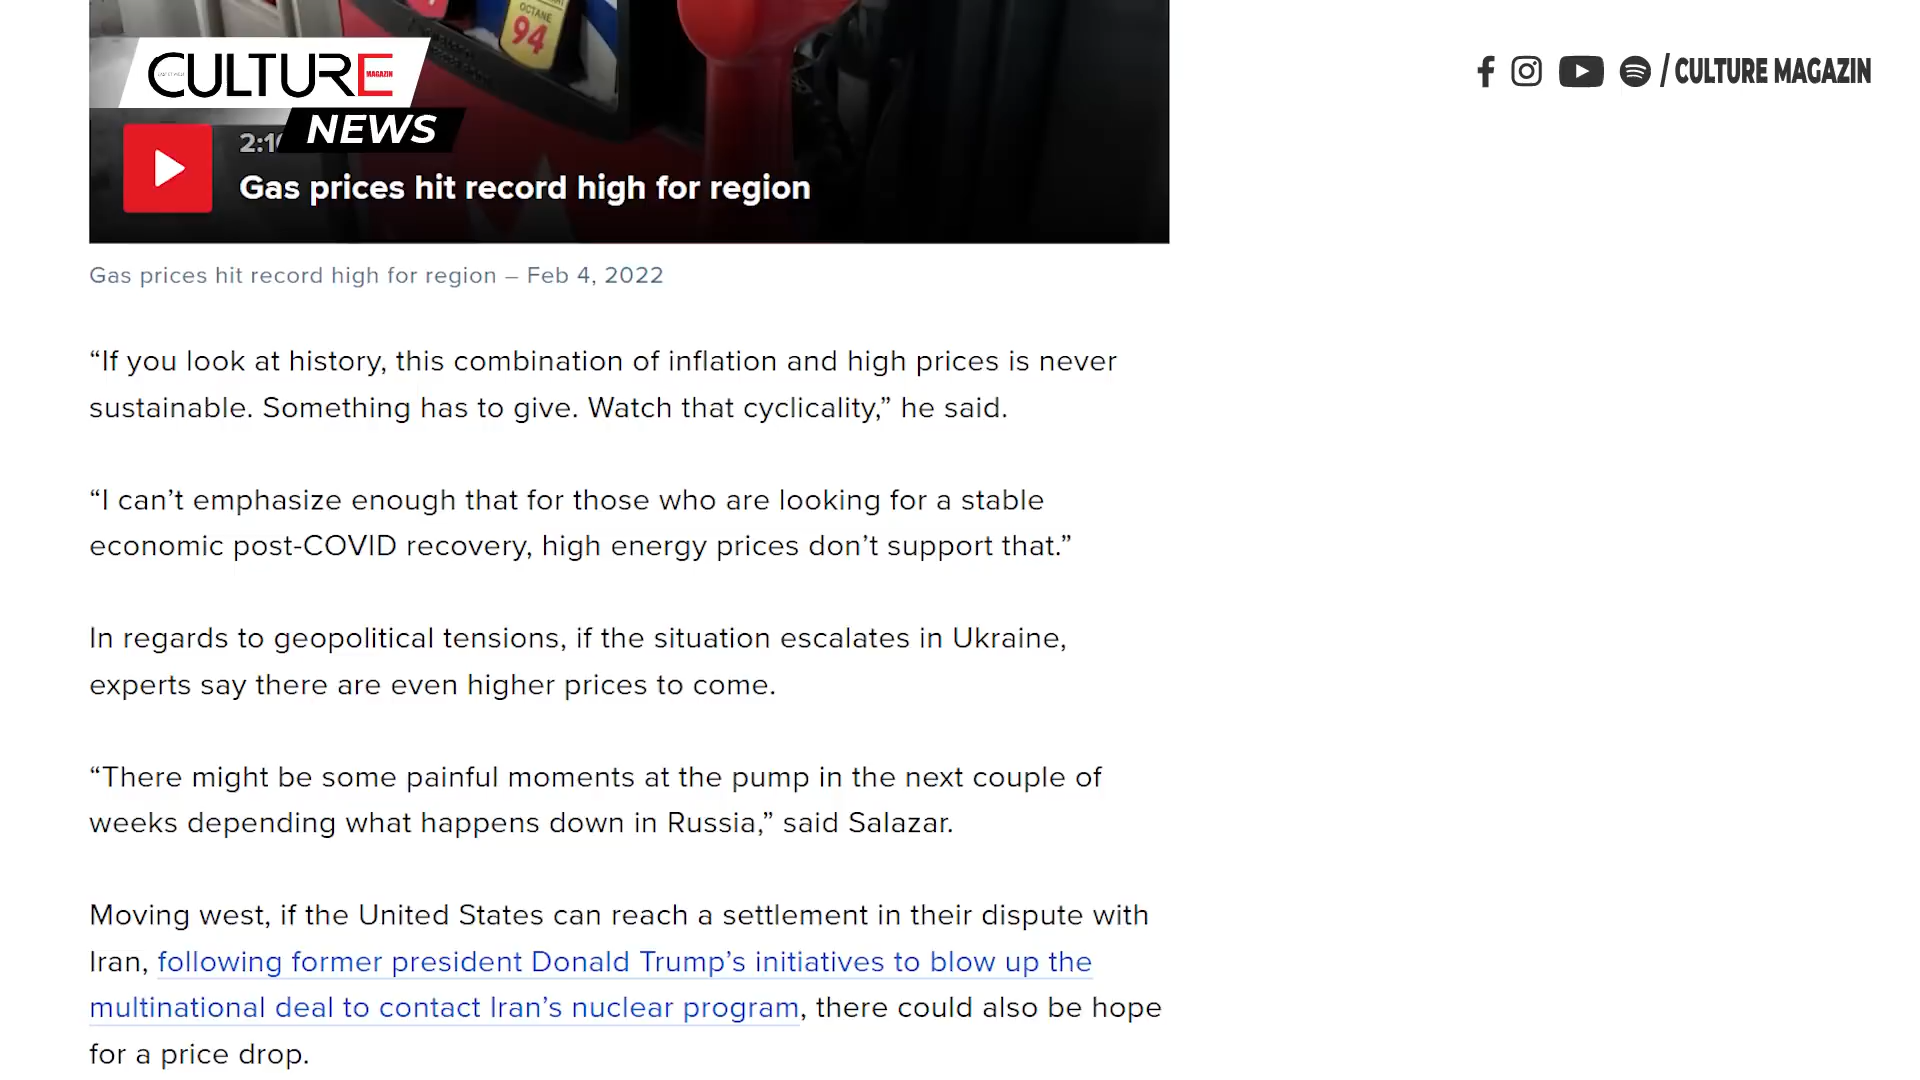 OCTANE
94
CULTURE
MAGAZIN
/ CULTURE MAGAZIN
NEWS
Gas prices hit record high for region
Gas prices hit record high for region – Feb 4, 2022
“If you look at history, this combination of inflation and high prices is never
sustainable. Something has to give. Watch that cyclicality,” he said.
“I can’t emphasize enough that for those who are looking for a stable
economic post-COVID recovery, high energy prices don’t support that.”
In regards to geopolitical tensions, if the situation escalates in Ukraine,
experts say there are even higher prices to come.
“There might be some painful moments at the pump in the next couple of
weeks depending what happens down in Russia,” said Salazar.
Moving west, if the United States can reach a settlement in their dispute with
Iran, following former president Donald Trump’s initiatives to blow up the
multinational deal to contact Iran’s nuclear program, there could also be hope
for a price drop.